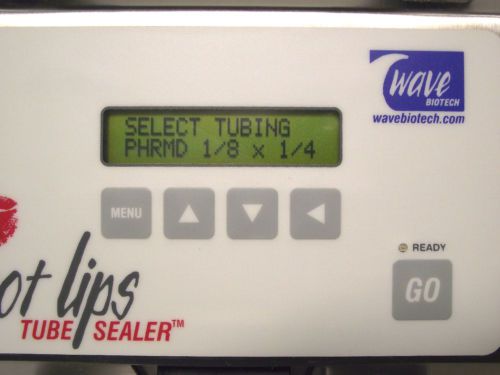 wave
BIOTECH
wavebiotech.com
SELECT TUBING
PHRMD 1/8 x 1/4
MENU
READY
GO
ot lips
TUBE SEALER™